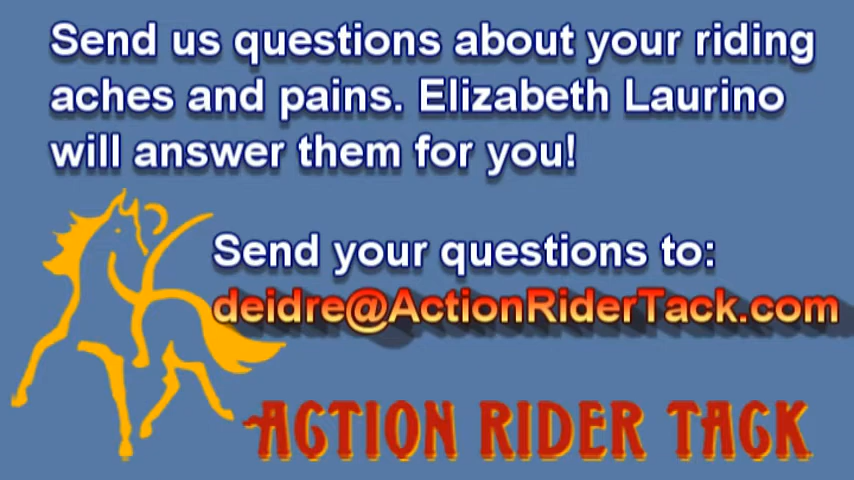 Send us questions about your riding
aches and pains. Elizabeth Laurino
will answer them for you!
Send your questions to:
deidre@ActionRiderTack.com
ACTION RIDER TACK